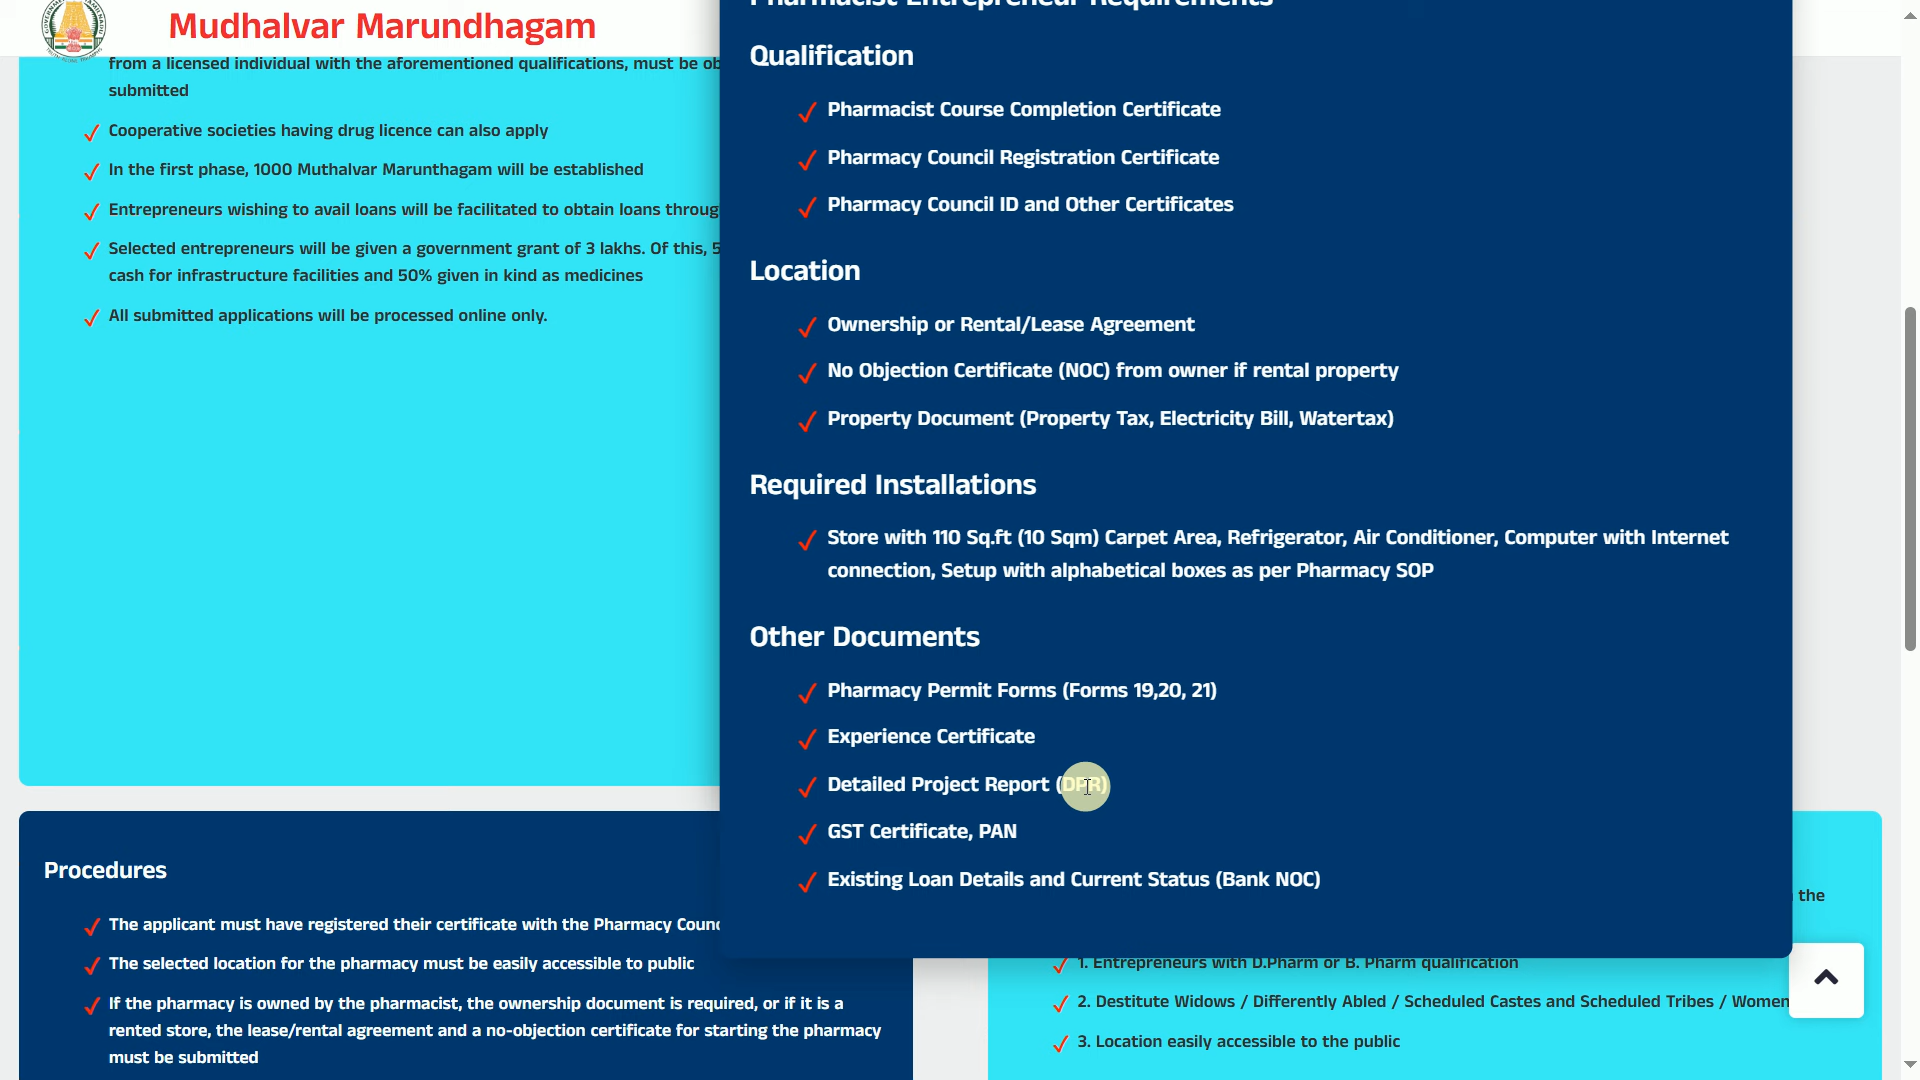 Mudhalvar Marundhagam
from a licensed individual with the aforementioned qualifications, must be ob
submitted
Cooperative societies having drug licence can also apply
In the first phase, 1000 Muthalvar Marunthagam will be established
Entrepreneurs wishing to avail loans will be facilitated to obtain loans throug
Selected entrepreneurs will be given a government grant of 3 lakhs. Of this, 5
cash for infrastructure facilities and 50% given in kind as medicines
All submitted applications will be processed online only.
Pharmacist Entrepreneur Requirements
Qualification
Pharmacist Course Completion Certificate
Pharmacy Council Registration Certificate
Pharmacy Council ID and Other Certificates
Location
Ownership or Rental/Lease Agreement
No Objection Certificate (NOC) from owner if rental property
Property Document (Property Tax, Electricity Bill, Watertax)
Required Installations
Store with 110 Sq.ft (10 Sqm) Carpet Area, Refrigerator, Air Conditioner, Computer with Internet
connection, Setup with alphabetical boxes as per Pharmacy SOP
Other Documents
Pharmacy Permit Forms (Forms 19,20, 21)
Experience Certificate
Detailed Project Report (DPR)
GST Certificate, PAN
Existing Loan Details and Current Status (Bank NOC)
Procedures
The applicant must have registered their certificate with the Pharmacy Counc
The selected location for the pharmacy must be easily accessible to public
If the pharmacy is owned by the pharmacist, the ownership document is required, or if it is a
rented store, the lease/rental agreement and a no-objection certificate for starting the pharmacy
must be submitted
the
1. Entrepreneurs with D.Pharm or B. Pharm qualification
2. Destitute Widows / Differently Abled / Scheduled Castes and Scheduled Tribes / Women
3. Location easily accessible to the public